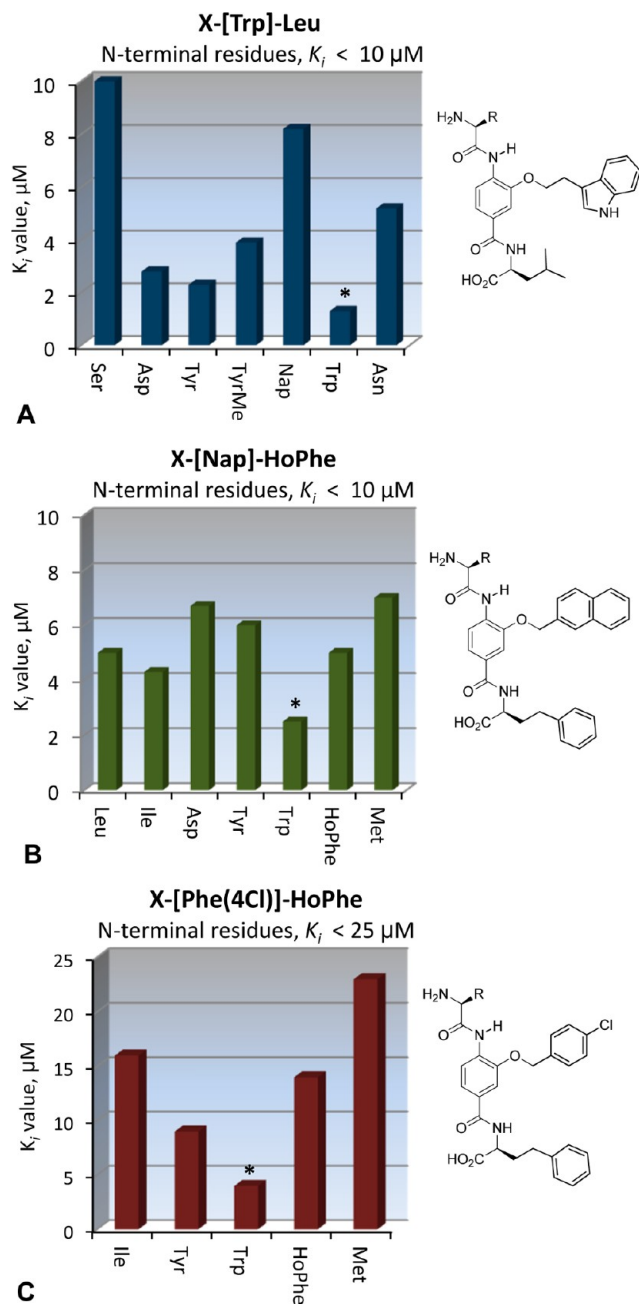 X-[Trp]-Leu
N-terminal residues, Ki < 10 µM
Ki value, µM
10
8
6
4
2
0
*
Ser
Asp
Tyr
TyrMe
Nap
Trp
Asn
A
H2N
R
O
N
H
O
O
NH
HO2C
NH
X-[Nap]-HoPhe
N-terminal residues, Ki < 10 µM
Ki value, µM
10
8
6
4
2
0
*
Leu
Ile
Asp
Tyr
Trp
HoPhe
Met
B
H2N
R
O
N
H
O
O
NH
HO2C
X-[Phe(4Cl)]-HoPhe
N-terminal residues, Ki < 25 µM
Ki value, µM
25
20
15
10
5
0
*
Ile
Tyr
Trp
HoPhe
Met
C
H2N
R
O
N
H
O
Cl
O
NH
HO2C